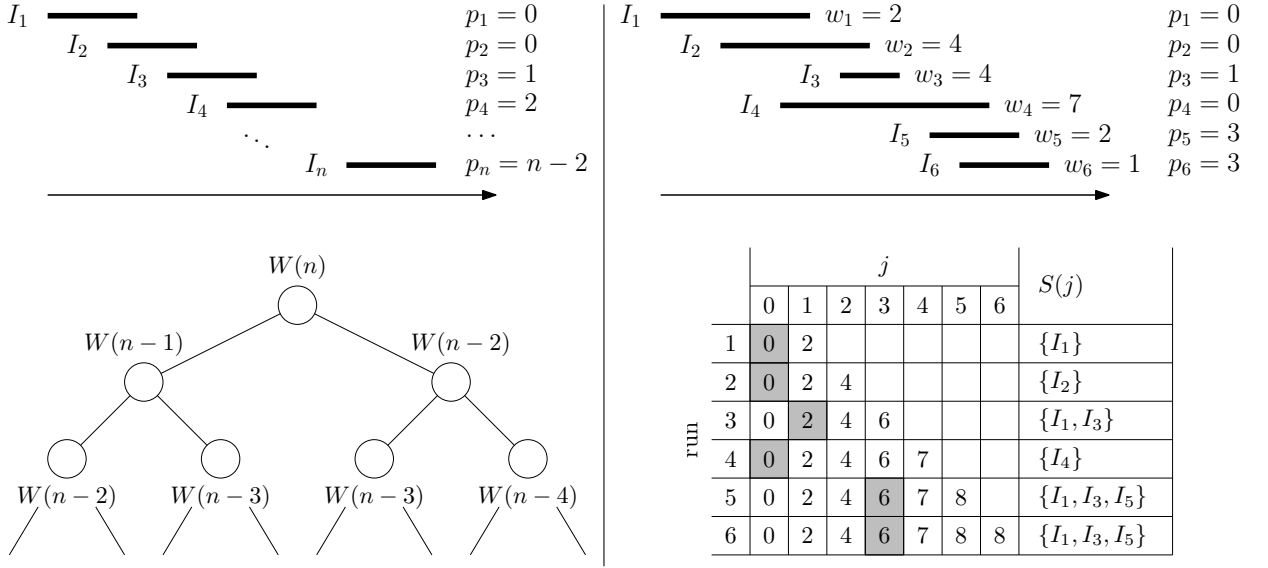 I₁ p₁ = 0
I₂ p₂ = 0
I₃ p₃ = 1
I₄ p₄ = 2
⋱ ⋯
Iₙ pₙ = n − 2
W(n)
W(n − 1) W(n − 2)
W(n − 2) W(n − 3) W(n − 3) W(n − 4)
I₁ w₁ = 2 p₁ = 0
I₂ w₂ = 4 p₂ = 0
I₃ w₃ = 4 p₃ = 1
I₄ w₄ = 7 p₄ = 0
I₅ w₅ = 2 p₅ = 3
I₆ w₆ = 1 p₆ = 3
j S(j)
0 1 2 3 4 5 6
run
1 0 2 {I₁}
2 0 2 4 {I₂}
3 0 2 4 6 {I₁, I₃}
4 0 2 4 6 7 {I₄}
5 0 2 4 6 7 8 {I₁, I₃, I₅}
6 0 2 4 6 7 8 8 {I₁, I₃, I₅}